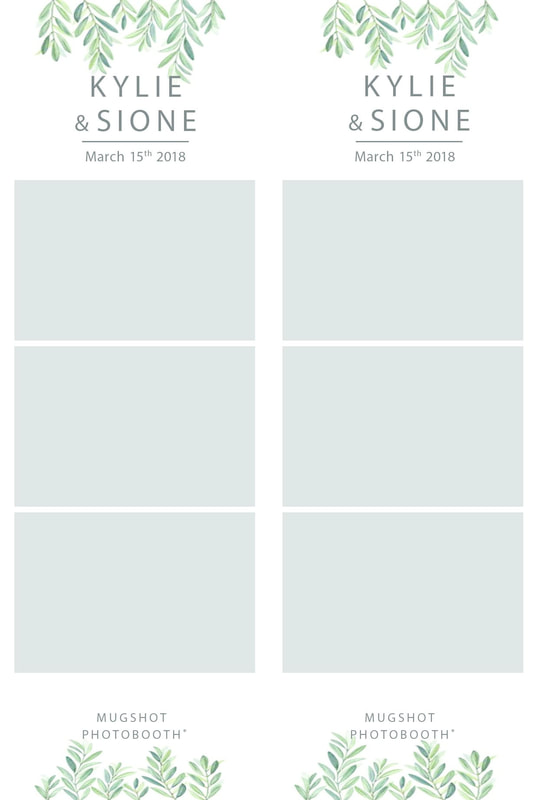 KYLIE
& SIONE
March 15th 2018
MUGSHOT
PHOTOBOOTH*
KYLIE
& SIONE
March 15th 2018
MUGSHOT
PHOTOBOOTH*